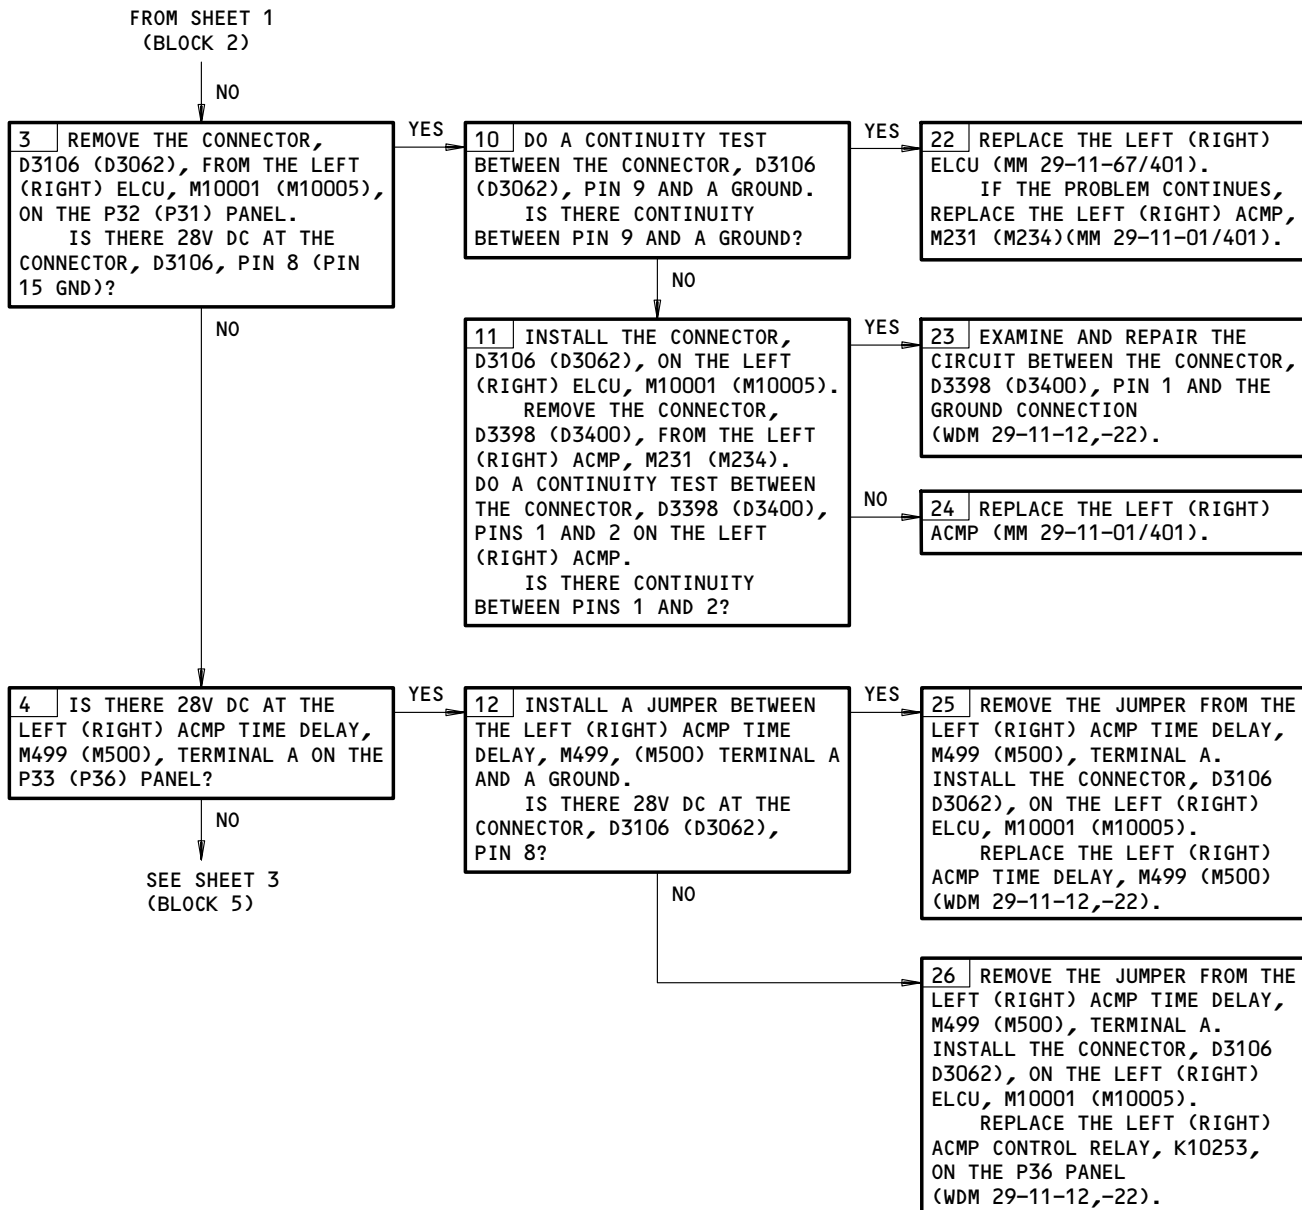 FROM SHEET 1
(BLOCK 2)
NO
3 REMOVE THE CONNECTOR,
D3106 (D3062), FROM THE LEFT
(RIGHT) ELCU, M10001 (M10005),
ON THE P32 (P31) PANEL.
IS THERE 28V DC AT THE
CONNECTOR, D3106, PIN 8 (PIN
15 GND)?
YES
10 DO A CONTINUITY TEST
BETWEEN THE CONNECTOR, D3106
(D3062), PIN 9 AND A GROUND.
IS THERE CONTINUITY
BETWEEN PIN 9 AND A GROUND?
YES
22 REPLACE THE LEFT (RIGHT)
ELCU (MM 29-11-67/401).
IF THE PROBLEM CONTINUES,
REPLACE THE LEFT (RIGHT) ACMP,
M231 (M234)(MM 29-11-01/401).
NO
NO
11 INSTALL THE CONNECTOR,
D3106 (D3062), ON THE LEFT
(RIGHT) ELCU, M10001 (M10005).
REMOVE THE CONNECTOR,
D3398 (D3400), FROM THE LEFT
(RIGHT) ACMP, M231 (M234).
DO A CONTINUITY TEST BETWEEN
THE CONNECTOR, D3398 (D3400),
PINS 1 AND 2 ON THE LEFT
(RIGHT) ACMP.
IS THERE CONTINUITY
BETWEEN PINS 1 AND 2?
YES
23 EXAMINE AND REPAIR THE
CIRCUIT BETWEEN THE CONNECTOR,
D3398 (D3400), PIN 1 AND THE
GROUND CONNECTION
(WDM 29-11-12,-22).
NO
24 REPLACE THE LEFT (RIGHT)
ACMP (MM 29-11-01/401).
4 IS THERE 28V DC AT THE
LEFT (RIGHT) ACMP TIME DELAY,
M499 (M500), TERMINAL A ON THE
P33 (P36) PANEL?
YES
12 INSTALL A JUMPER BETWEEN
THE LEFT (RIGHT) ACMP TIME
DELAY, M499, (M500) TERMINAL A
AND A GROUND.
IS THERE 28V DC AT THE
CONNECTOR, D3106 (D3062),
PIN 8?
YES
25 REMOVE THE JUMPER FROM THE
LEFT (RIGHT) ACMP TIME DELAY,
M499 (M500), TERMINAL A.
INSTALL THE CONNECTOR, D3106
D3062), ON THE LEFT (RIGHT)
ELCU, M10001 (M10005).
REPLACE THE LEFT (RIGHT)
ACMP TIME DELAY, M499 (M500)
(WDM 29-11-12,-22).
NO
SEE SHEET 3
(BLOCK 5)
NO
26 REMOVE THE JUMPER FROM THE
LEFT (RIGHT) ACMP TIME DELAY,
M499 (M500), TERMINAL A.
INSTALL THE CONNECTOR, D3106
D3062), ON THE LEFT (RIGHT)
ELCU, M10001 (M10005).
REPLACE THE LEFT (RIGHT)
ACMP CONTROL RELAY, K10253,
ON THE P36 PANEL
(WDM 29-11-12,-22).